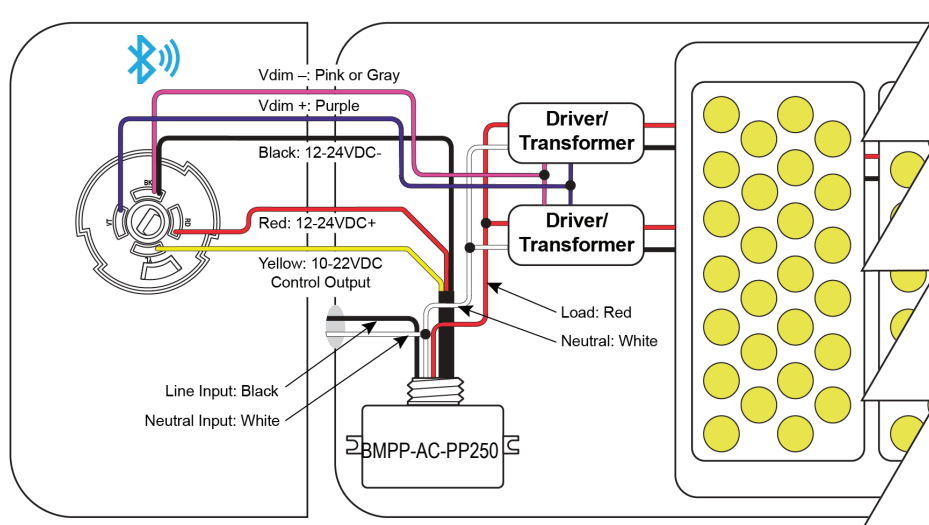 Vdim –: Pink or Gray
Vdim +: Purple
Black: 12-24VDC-
Red: 12-24VDC+
Yellow: 10-22VDC
Control Output
BK
RD
Driver/
Transformer
Driver/
Transformer
Load: Red
Neutral: White
Line Input: Black
Neutral Input: White
BMPP-AC-PP250